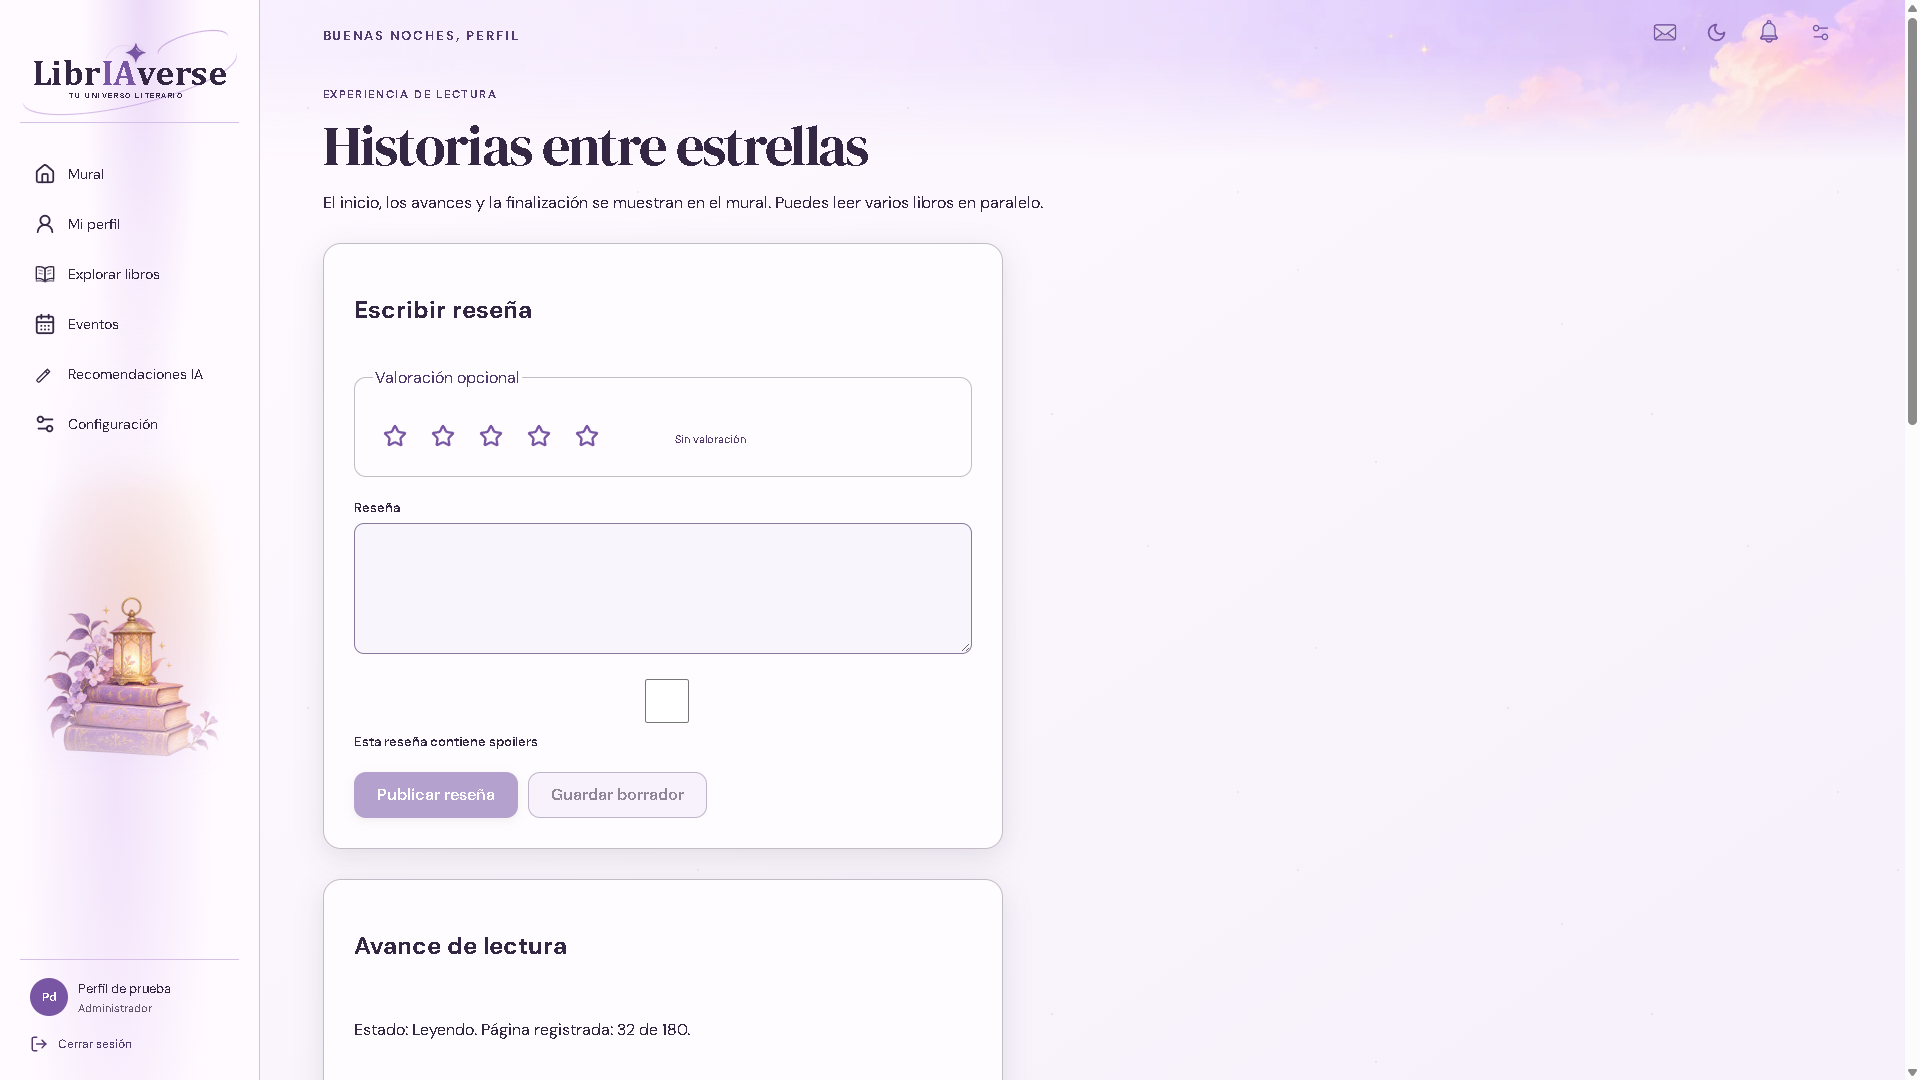 LibrIAverse
TU UNIVERSO LITERARIO
Mural
Mi perfil
Explorar libros
Eventos
Recomendaciones IA
Configuración
Pd
Perfil de prueba
Administrador
Cerrar sesión
BUENAS NOCHES, PERFIL
EXPERIENCIA DE LECTURA
Historias entre estrellas
El inicio, los avances y la finalización se muestran en el mural. Puedes leer varios libros en paralelo.
Escribir reseña
Valoración opcional
Sin valoración
Reseña
Esta reseña contiene spoilers
Publicar reseña
Guardar borrador
Avance de lectura
Estado: Leyendo. Página registrada: 32 de 180.